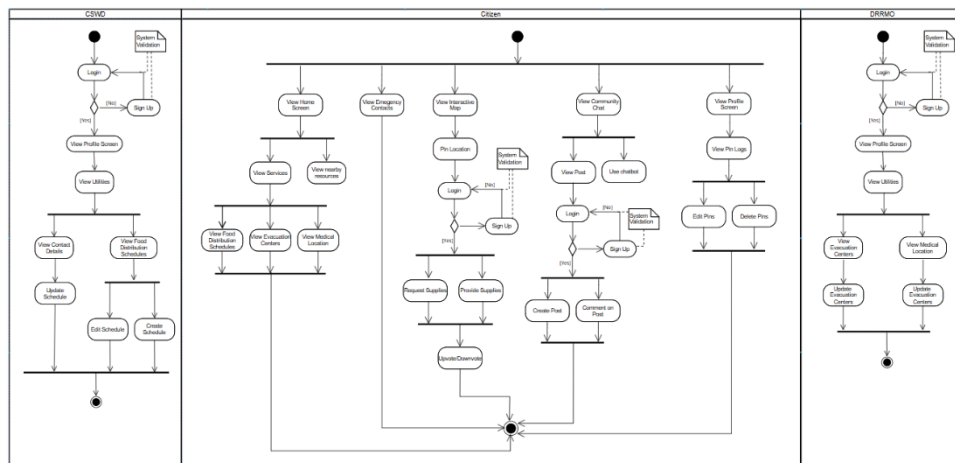 CSWD
Citizen
DRRMO
System
Validation
Login
[No]
Sign Up
[Yes]
View Profile Screen
View Utilities
View Contact
Details
View Food
Distribution
Schedules
Update
Schedule
Edit Schedule
Create
Schedule
View Home
Screen
View Emegency
Contacts
View Interactive
Map
View Community
Chat
View Profile
Screen
View Services
View nearby
resources
View Food
Distribution
Schedules
View Evacuation
Centers
View Medical
Location
Pin Location
System
Validation
Login
[No]
Sign Up
[Yes]
Request Supplies
Provide Supplies
Upvote/Downvote
View Post
Use chatbot
System
Validation
Login
[No]
Sign Up
[Yes]
Create Post
Comment on
Post
View Pin Logs
Edit Pins
Delete Pins
System
Validation
Login
[No]
Sign Up
[Yes]
View Profile Screen
View Utilities
View
Evacuation
Centers
View Medical
Location
Update
Evacuation
Centers
Update
Evacuation
Centers